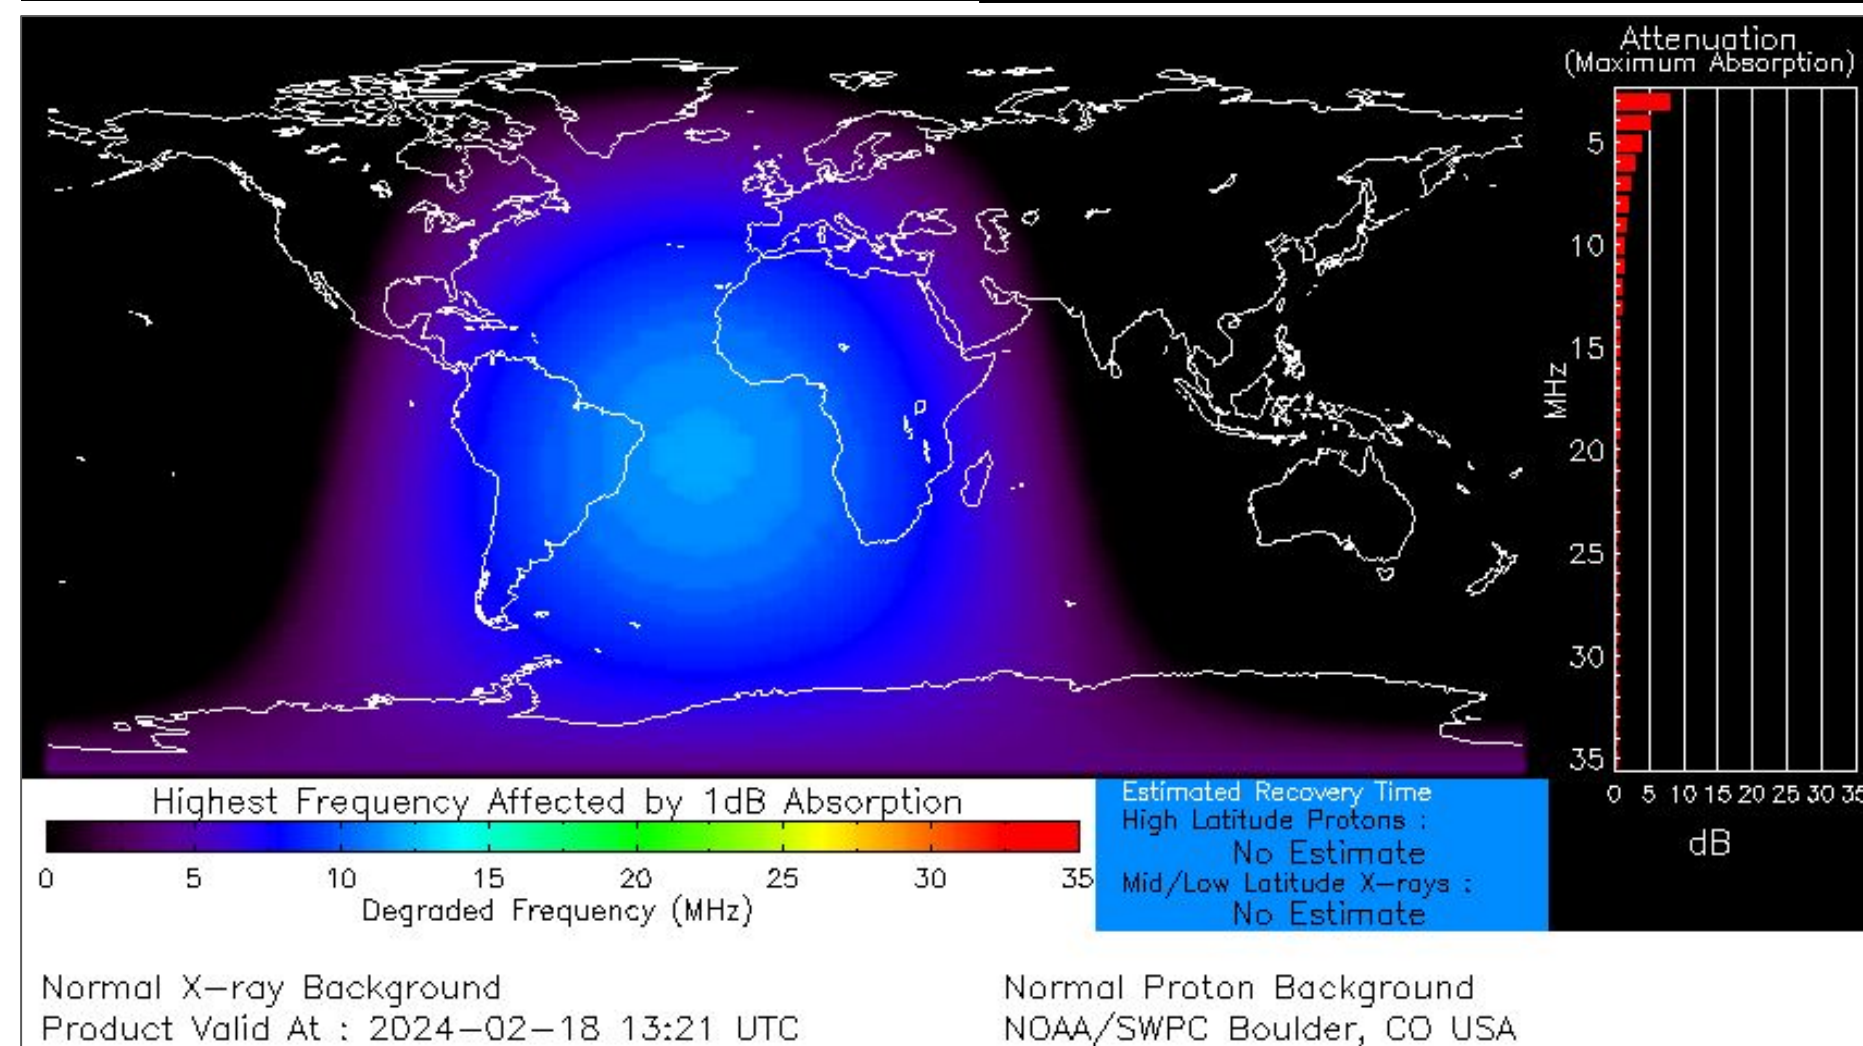 Attenuation
(Maximum Absorption)
5
10
15
20
25
30
35
MHz
0 5 10 15 20 25 30 35
dB
Highest Frequency Affected by 1dB Absorption
0 5 10 15 20 25 30 35
Degraded Frequency (MHz)
Estimated Recovery Time
High Latitude Protons :
No Estimate
Mid/Low Latitude X-rays :
No Estimate
Normal X-ray Background
Product Valid At : 2024-02-18 13:21 UTC
Normal Proton Background
NOAA/SWPC Boulder, CO USA